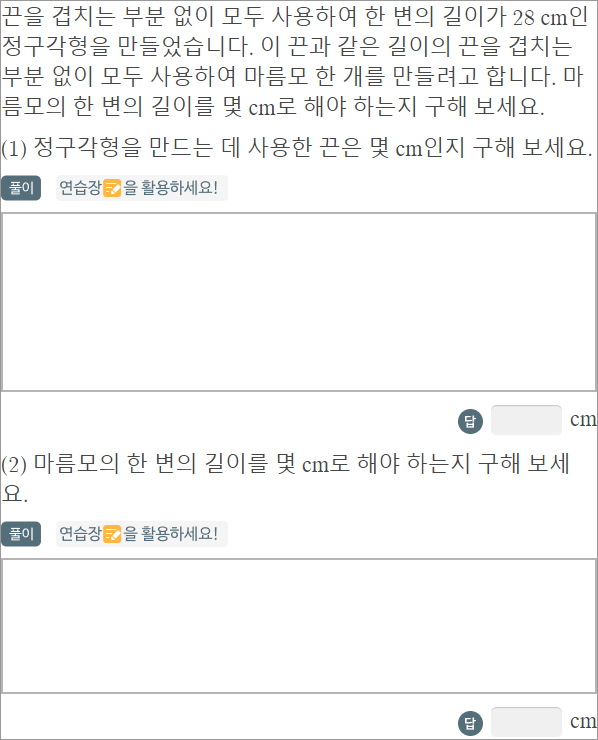 끈을 겹치는 부분 없이 모두 사용하여 한 변의 길이가 28 cm인
정구각형을 만들었습니다. 이 끈과 같은 길이의 끈을 겹치는
부분 없이 모두 사용하여 마름모 한 개를 만들려고 합니다. 마
름모의 한 변의 길이를 몇 cm로 해야 하는지 구해 보세요.
(1) 정구각형을 만드는 데 사용한 끈은 몇 cm인지 구해 보세요.
풀이 연습장을 활용하세요!
답 cm
(2) 마름모의 한 변의 길이를 몇 cm로 해야 하는지 구해 보세
요.
풀이 연습장을 활용하세요!
답 cm